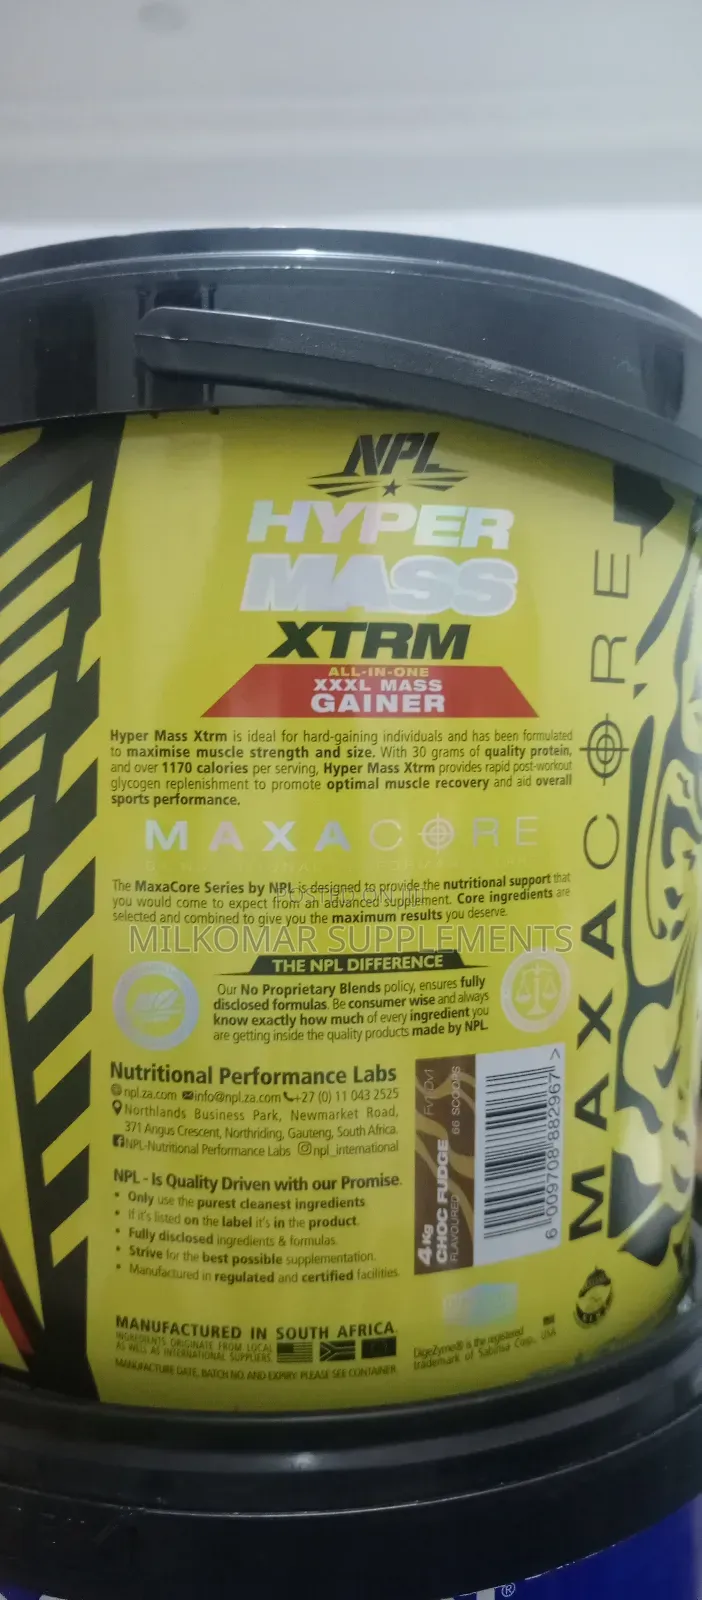 NPL
HYPER
MASS
XTRM
ALL-IN-ONE
XXXL MASS
GAINER
Hyper Mass Xtrm is ideal for hard-gaining individuals and has been formulated
to maximise muscle strength and size. With 30 grams of quality protein,
and over 1170 calories per serving, Hyper Mass Xtrm provides rapid post-workout
glycogen replenishment to promote optimal muscle recovery and aid overall
sports performance.
MAXACORE
The MaxaCore Series by NPL is designed to provide the nutritional support that
you would come to expect from an advanced supplement. Core ingredients are
selected and combined to give you the maximum results you deserve.
POSTED ON
MILKOMAR SUPPLEMENTS
THE NPL DIFFERENCE
Our No Proprietary Blends policy, ensures fully
disclosed formulas. Be consumer wise and always
know exactly how much of every ingredient you
are getting inside the quality products made by NPL.
Nutritional Performance Labs
npl.za.com info@npl.za.com +27 (0) 11 043 2525
Northlands Business Park, Newmarket Road,
371 Angus Crescent, Northriding, Gauteng, South Africa.
NPL-Nutritional Performance Labs npl_international
NPL - Is Quality Driven with our Promise.
• Only use the purest cleanest ingredients
• If it's listed on the label it's in the product.
• Fully disclosed ingredients & formulas.
• Strive for the best possible supplementation.
• Manufactured in regulated and certified facilities
4Kg
CHOC FUDGE
FLAVOURED
66 SCOOPS
6 009708 882967 >
MANUFACTURED IN SOUTH AFRICA.
INGREDIENTS ORIGINATE FROM LOCAL
AS WELL AS INTERNATIONAL SUPPLIERS.
MANUFACTURE DATE, BATCH NO. AND EXPIRY: PLEASE SEE CONTAINER
DigeZyme® is the registered
trademark of Sabinsa Corp., USA
MAXACORE
®